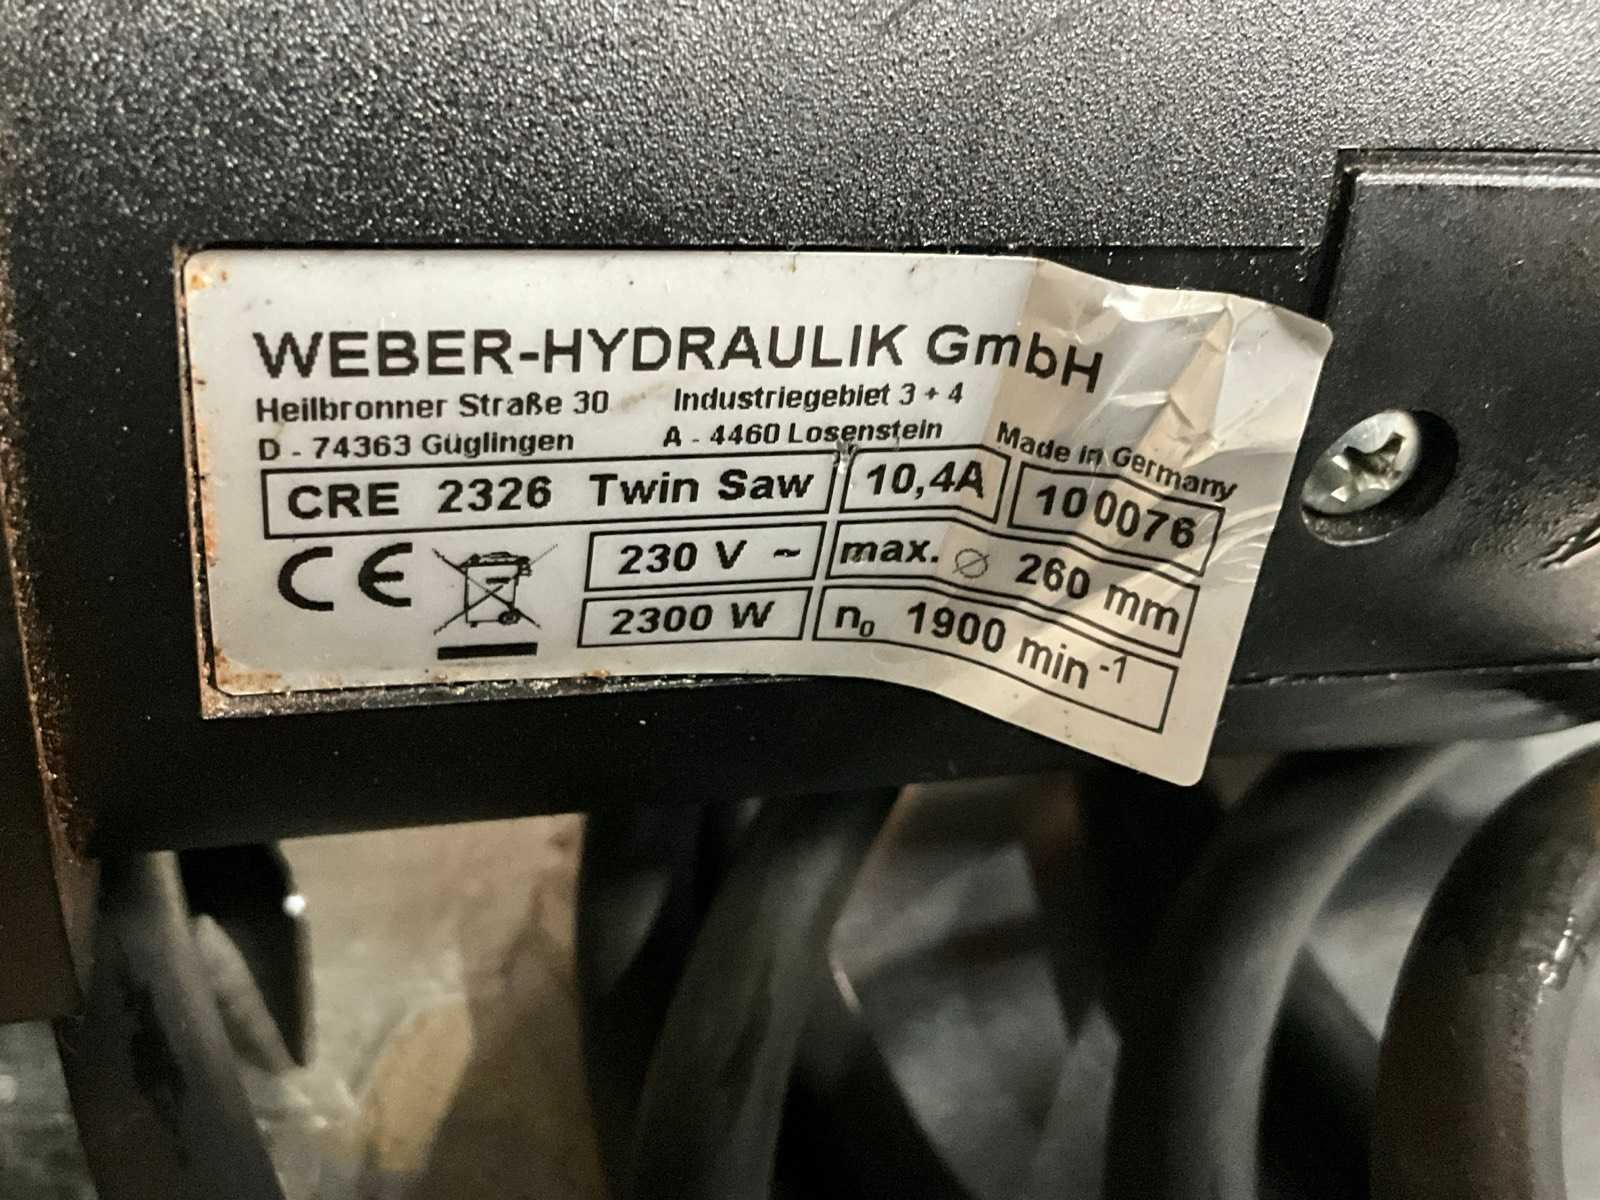 WEBER-HYDRAULIK GmbH
Heilbronner Straße 30 Industriegebiet 3 + 4
D - 74363 Güglingen A - 4460 Losenstein Made in Germany
CRE 2326 Twin Saw 10,4A 100076
CE 230 V ~ max. ⌀ 260 mm
2300 W n₀ 1900 min⁻¹